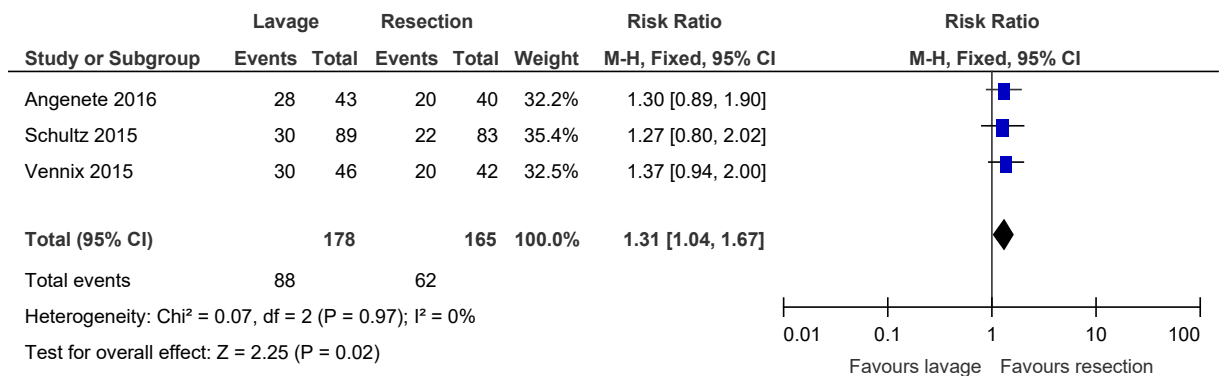 Lavage Resection Risk Ratio Risk Ratio
Study or Subgroup Events Total Events Total Weight M-H, Fixed, 95% CI M-H, Fixed, 95% CI
Angenete 2016 28 43 20 40 32.2% 1.30 [0.89, 1.90]
Schultz 2015 30 89 22 83 35.4% 1.27 [0.80, 2.02]
Vennix 2015 30 46 20 42 32.5% 1.37 [0.94, 2.00]
Total (95% CI) 178 165 100.0% 1.31 [1.04, 1.67]
Total events 88 62
Heterogeneity: Chi² = 0.07, df = 2 (P = 0.97); I² = 0%
Test for overall effect: Z = 2.25 (P = 0.02)
0.01 0.1 1 10 100
Favours lavage Favours resection